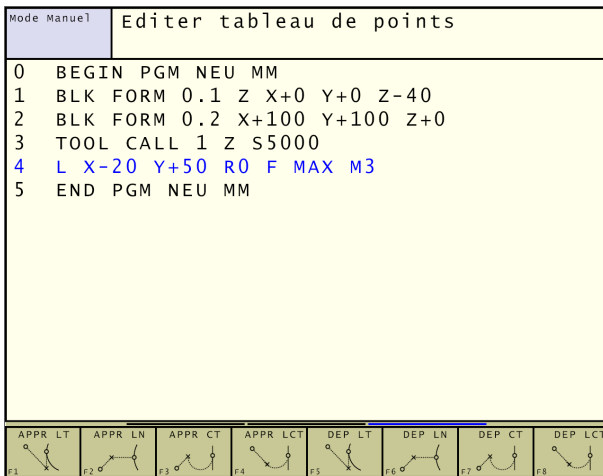 Mode Manuel
Editer tableau de points
0 BEGIN PGM NEU MM
1 BLK FORM 0.1 Z X+0 Y+0 Z-40
2 BLK FORM 0.2 X+100 Y+100 Z+0
3 TOOL CALL 1 Z S5000
4 L X-20 Y+50 R0 F MAX M3
5 END PGM NEU MM
APPR LT APPR LN APPR CT APPR LCT DEP LT DEP LN DEP CT DEP LCT
F1 F2 F3 F4 F5 F6 F7 F8